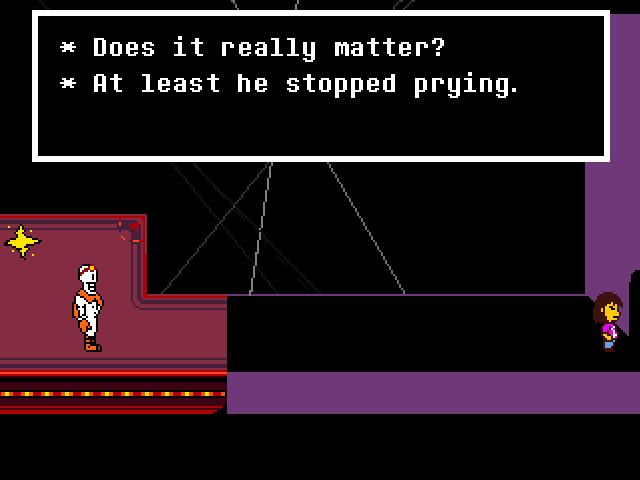 * Does it really matter?
* At least he stopped prying.